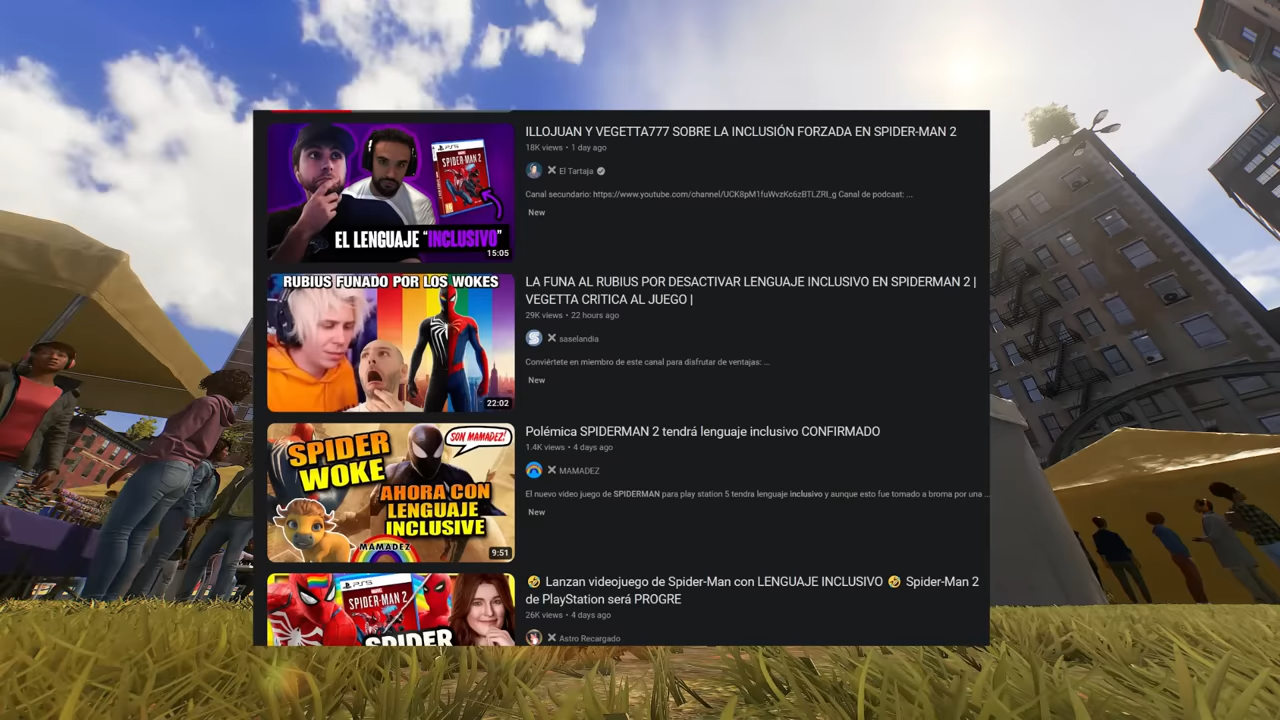 ILLOJUAN Y VEGETTA777 SOBRE LA INCLUSIÓN FORZADA EN SPIDER-MAN 2
18K views • 1 day ago
El Tartaja
Canal secundario: https://www.youtube.com/channel/UCK8pM1fuWvzKc6zBTLZRI_g Canal de podcast: ...
New
PS5
MARVEL
SPIDER-MAN 2
EL LENGUAJE "INCLUSIVO"
15:05
RUBIUS FUNADO POR LOS WOKES
22:02
LA FUNA AL RUBIUS POR DESACTIVAR LENGUAJE INCLUSIVO EN SPIDERMAN 2 |
VEGETTA CRITICA AL JUEGO |
29K views • 22 hours ago
saselandia
Conviértete en miembro de este canal para disfrutar de ventajas: ...
New
SPIDER
WOKE
SON MAMADEZ!
AHORA CON
LENGUAJE
INCLUSIVE
MAMADEZ
9:51
Polémica SPIDERMAN 2 tendrá lenguaje inclusivo CONFIRMADO
1.4K views • 4 days ago
MAMADEZ
El nuevo video juego de SPIDERMAN para play station 5 tendra lenguaje inclusivo y aunque esto fue tomado a broma por una ...
New
PS5
SPIDER-MAN 2
SPIDER
🤣 Lanzan videojuego de Spider-Man con LENGUAJE INCLUSIVO 🤣 Spider-Man 2
de PlayStation será PROGRE
26K views • 4 days ago
Astro Recargado